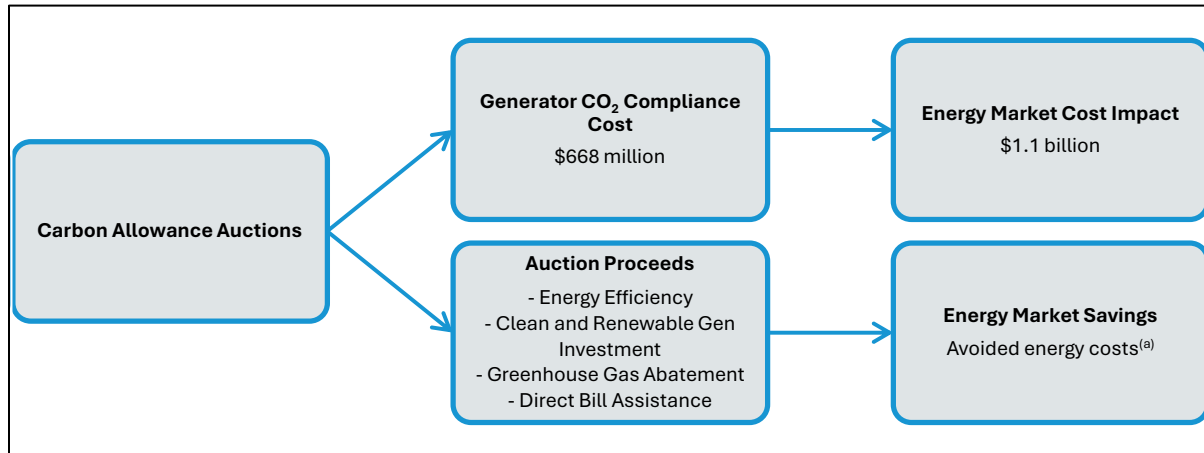 Carbon Allowance Auctions
Generator CO₂ Compliance
Cost
$668 million
Energy Market Cost Impact
$1.1 billion
Auction Proceeds
- Energy Efficiency
- Clean and Renewable Gen
Investment
- Greenhouse Gas Abatement
- Direct Bill Assistance
Energy Market Savings
Avoided energy costs⁽ᵃ⁾